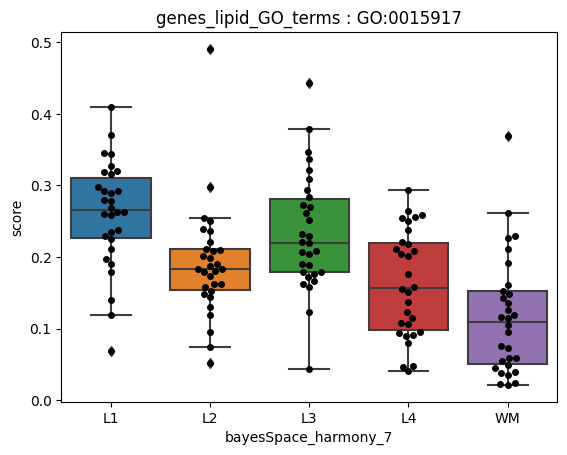 genes_lipid_GO_terms : GO:0015917
0.5
0.4
0.3
0.2
0.1
0.0
score
L1 L2 L3 L4 WM
bayesSpace_harmony_7